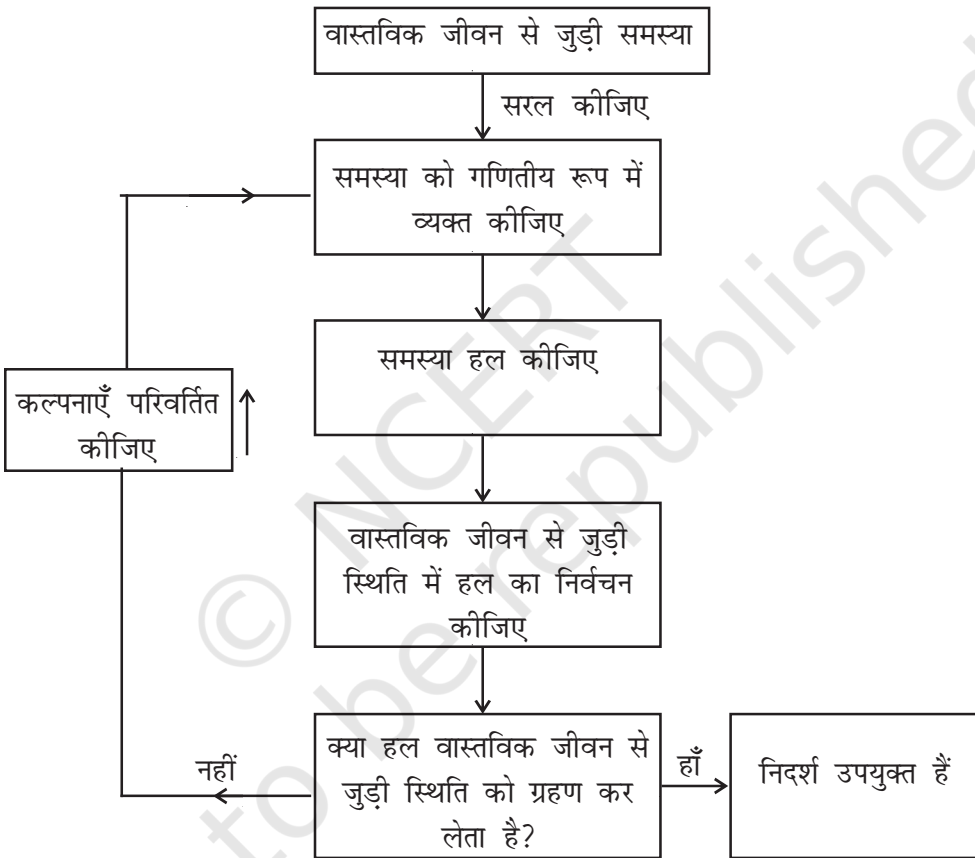 वास्तविक जीवन से जुड़ी समस्या
सरल कीजिए
समस्या को गणितीय रूप में
व्यक्त कीजिए
समस्या हल कीजिए
कल्पनाएँ परिवर्तित
कीजिए
वास्तविक जीवन से जुड़ी
स्थिति में हल का निर्वचन
कीजिए
क्या हल वास्तविक जीवन से
जुड़ी स्थिति को ग्रहण कर
लेता है?
नहीं
हाँ
निदर्श उपयुक्त हैं
© NCERT
to be republished